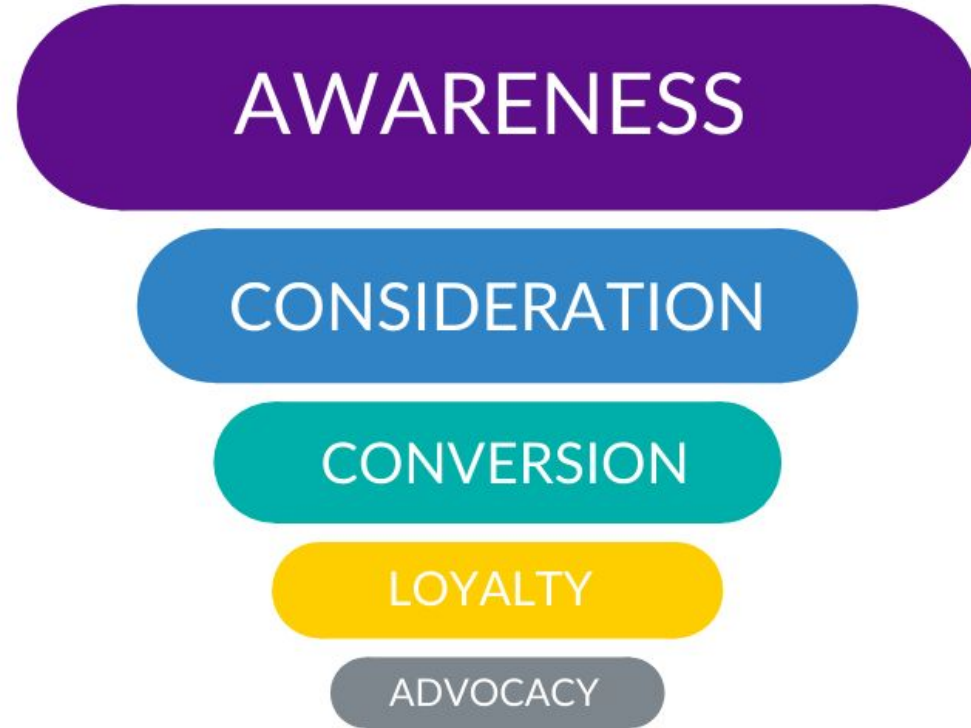 AWARENESS
CONSIDERATION
CONVERSION
LOYALTY
ADVOCACY